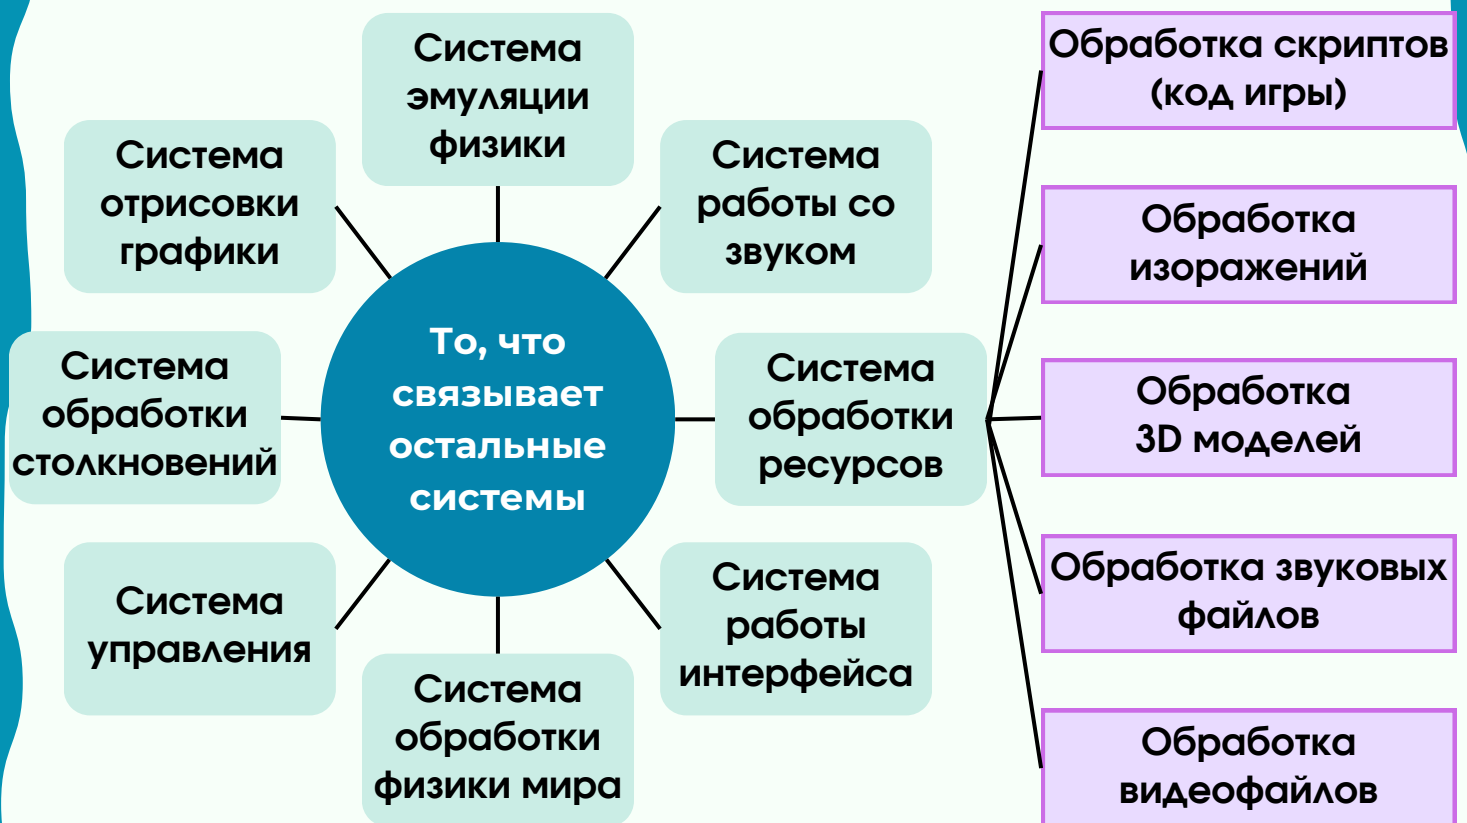 Система
эмуляции
физики
Система
отрисовки
графики
Система
работы со
звуком
Система
обработки
столкновений
То, что
связывает
остальные
системы
Система
обработки
ресурсов
Система
управления
Система
работы
интерфейса
Система
обработки
физики мира
Обработка скриптов
(код игры)
Обработка
изоражений
Обработка
3D моделей
Обработка звуковых
файлов
Обработка
видеофайлов